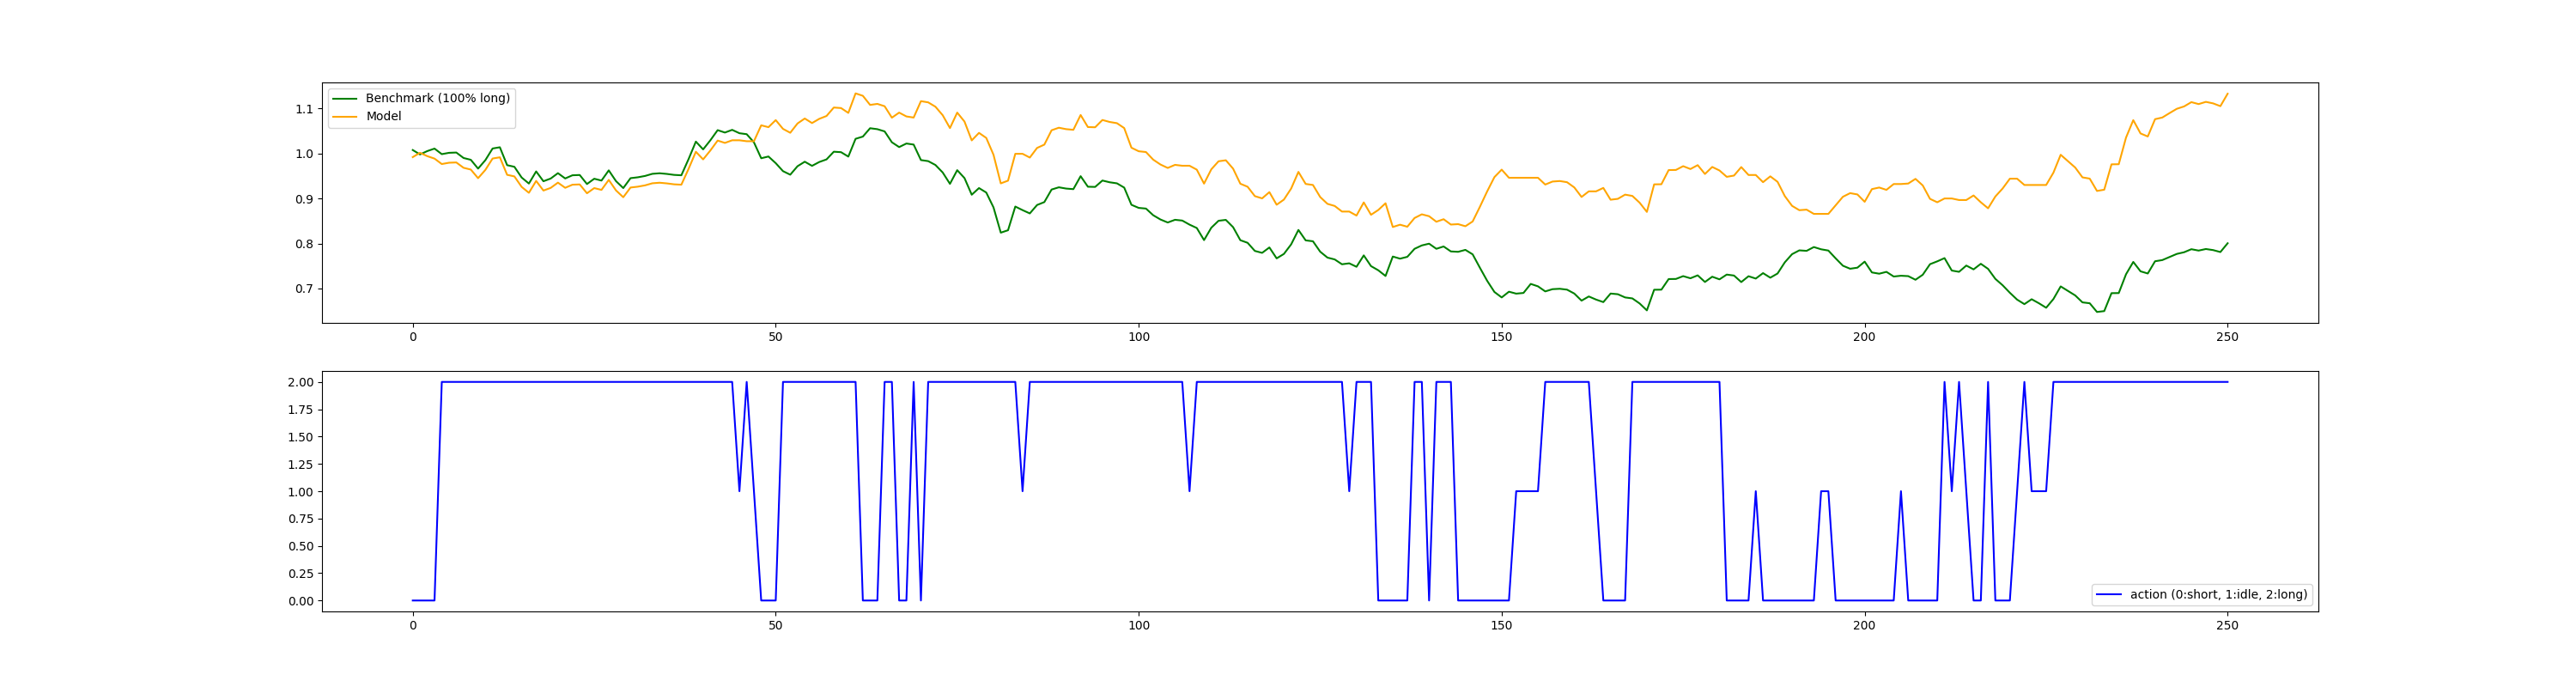 Benchmark (100% long)
Model
1.1
1.0
0.9
0.8
0.7
0 50 100 150 200 250
2.00
1.75
1.50
1.25
1.00
0.75
0.50
0.25
0.00
action (0:short, 1:idle, 2:long)
0 50 100 150 200 250